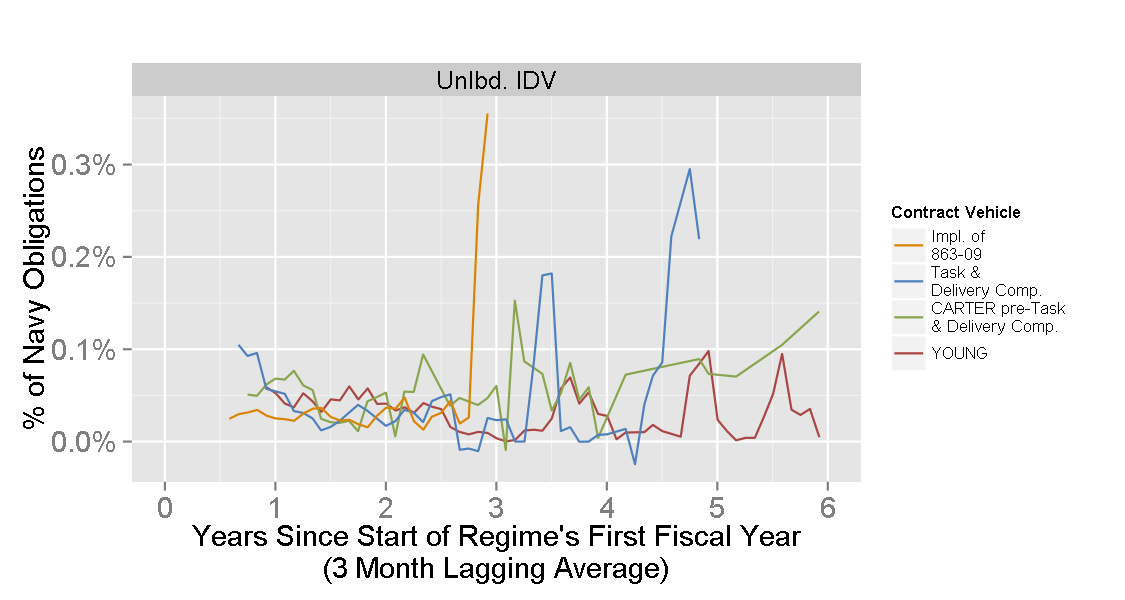 Unlbd. IDV
% of Navy Obligations
0.3%
0.2%
0.1%
0.0%
0 1 2 3 4 5 6
Years Since Start of Regime's First Fiscal Year
(3 Month Lagging Average)
Contract Vehicle
Impl. of
863-09
Task &
Delivery Comp.
CARTER pre-Task
& Delivery Comp.
YOUNG